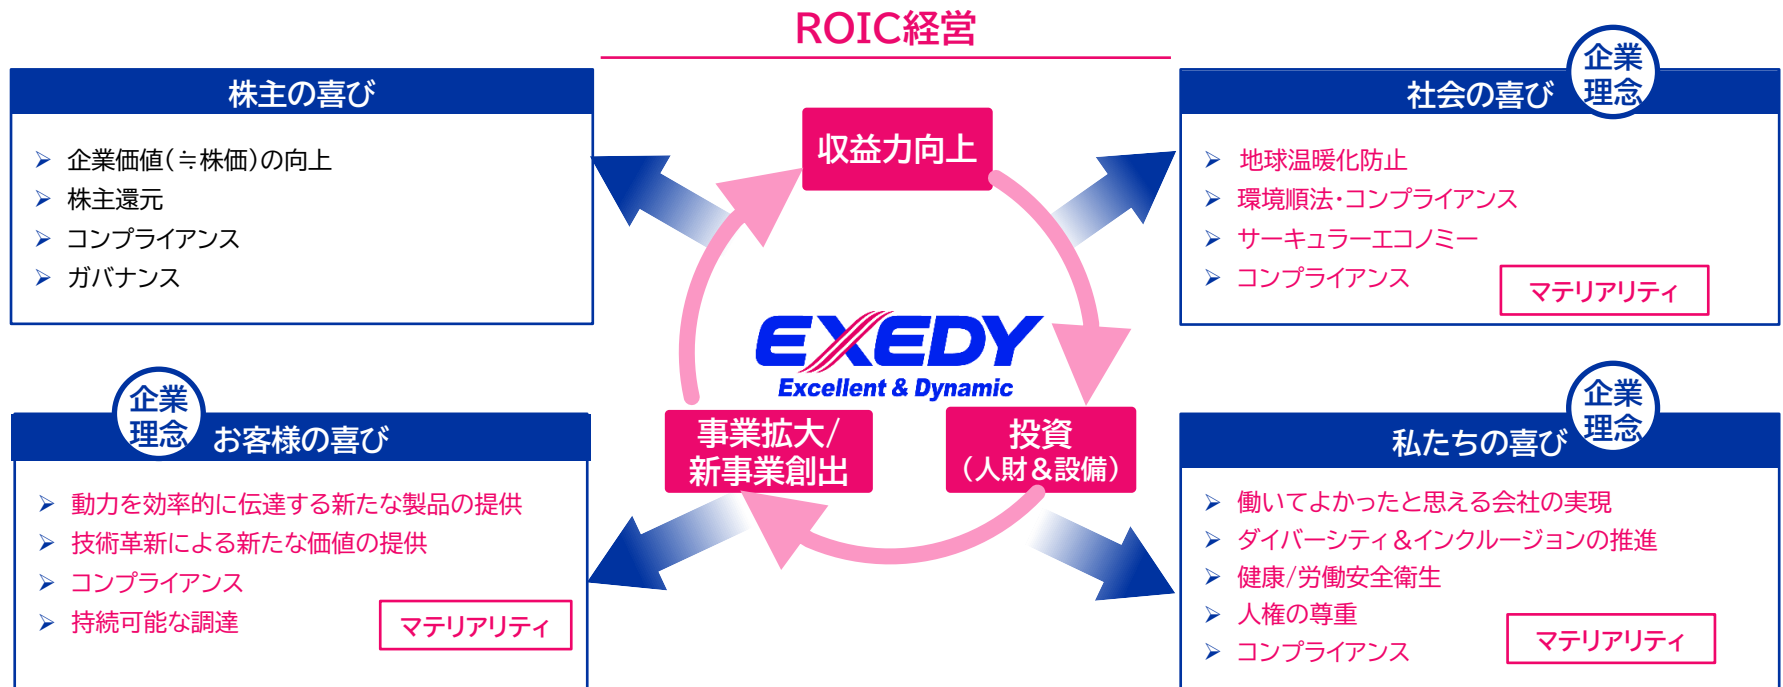 ROIC経営
株主の喜び
企業価値(≒株価)の向上
株主還元
コンプライアンス
ガバナンス
収益力向上
企業
理念
社会の喜び
地球温暖化防止
環境順法・コンプライアンス
サーキュラーエコノミー
コンプライアンス
マテリアリティ
EXEDY
Excellent & Dynamic
事業拡大/
新事業創出
投資
(人財&設備)
企業
理念
お客様の喜び
動力を効率的に伝達する新たな製品の提供
技術革新による新たな価値の提供
コンプライアンス
持続可能な調達
マテリアリティ
企業
理念
私たちの喜び
働いてよかったと思える会社の実現
ダイバーシティ&インクルージョンの推進
健康/労働安全衛生
人権の尊重
コンプライアンス
マテリアリティ